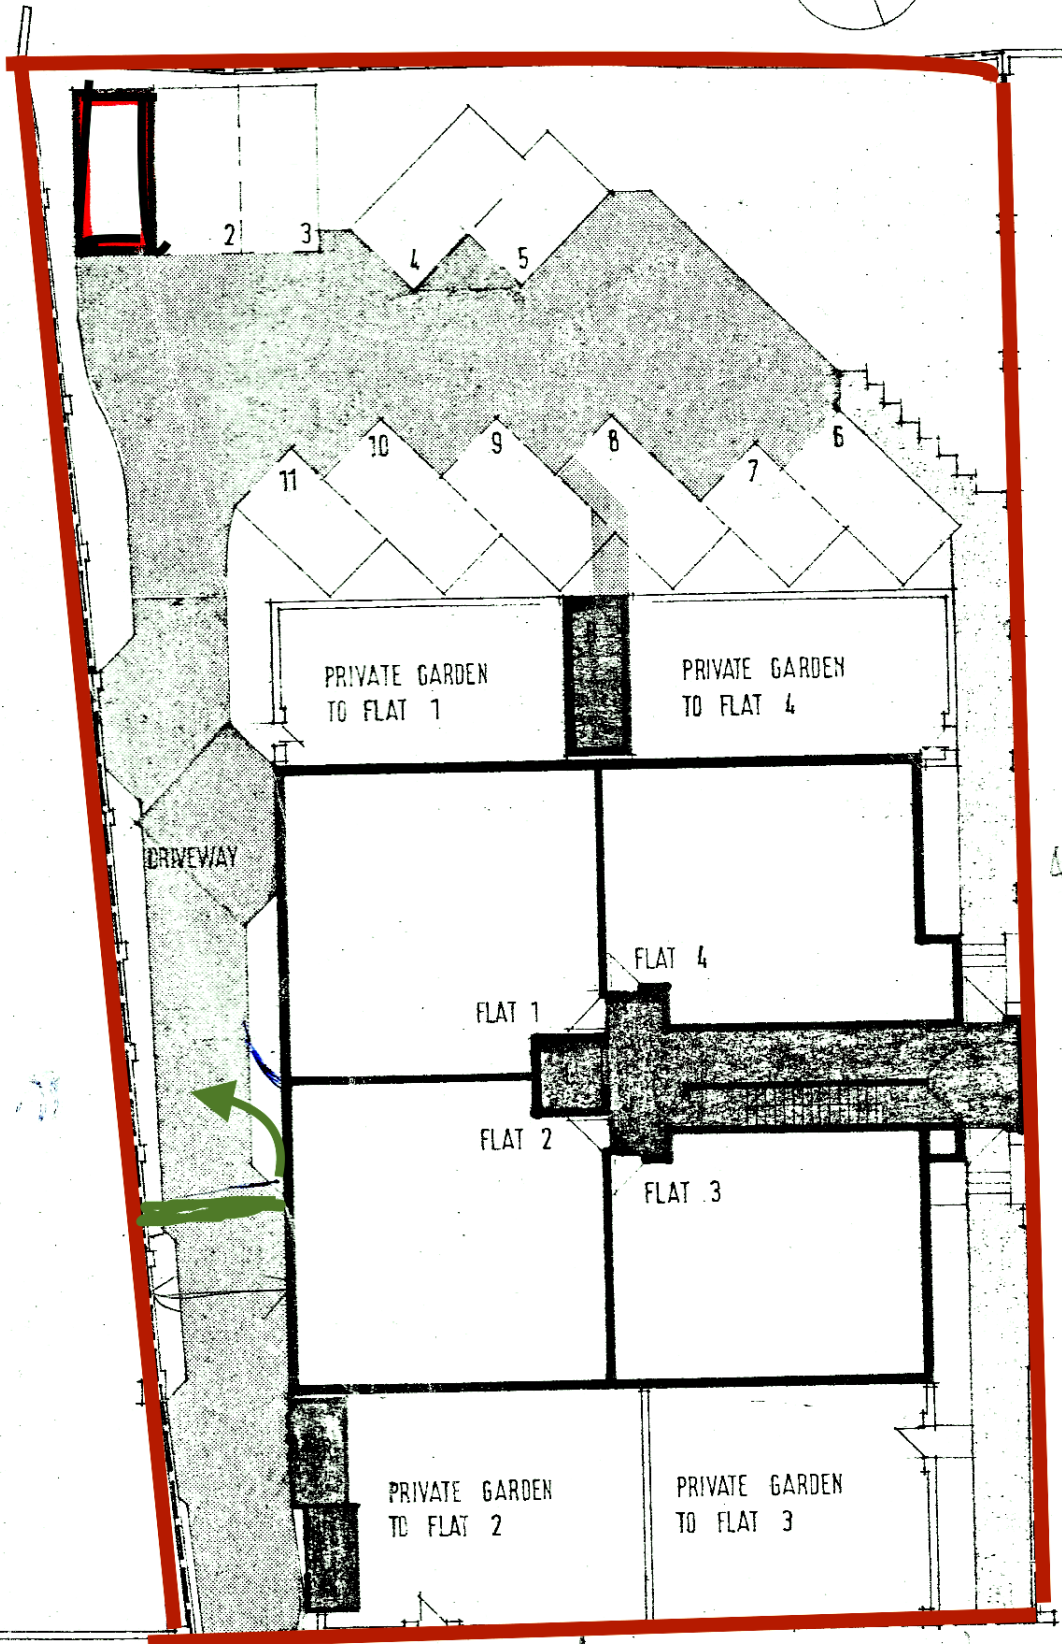 2
3
4
5
6
7
8
9
10
11
PRIVATE GARDEN
TO FLAT 1
PRIVATE GARDEN
TO FLAT 4
DRIVEWAY
FLAT 4
FLAT 1
FLAT 2
FLAT 3
PRIVATE GARDEN
TO FLAT 2
PRIVATE GARDEN
TO FLAT 3